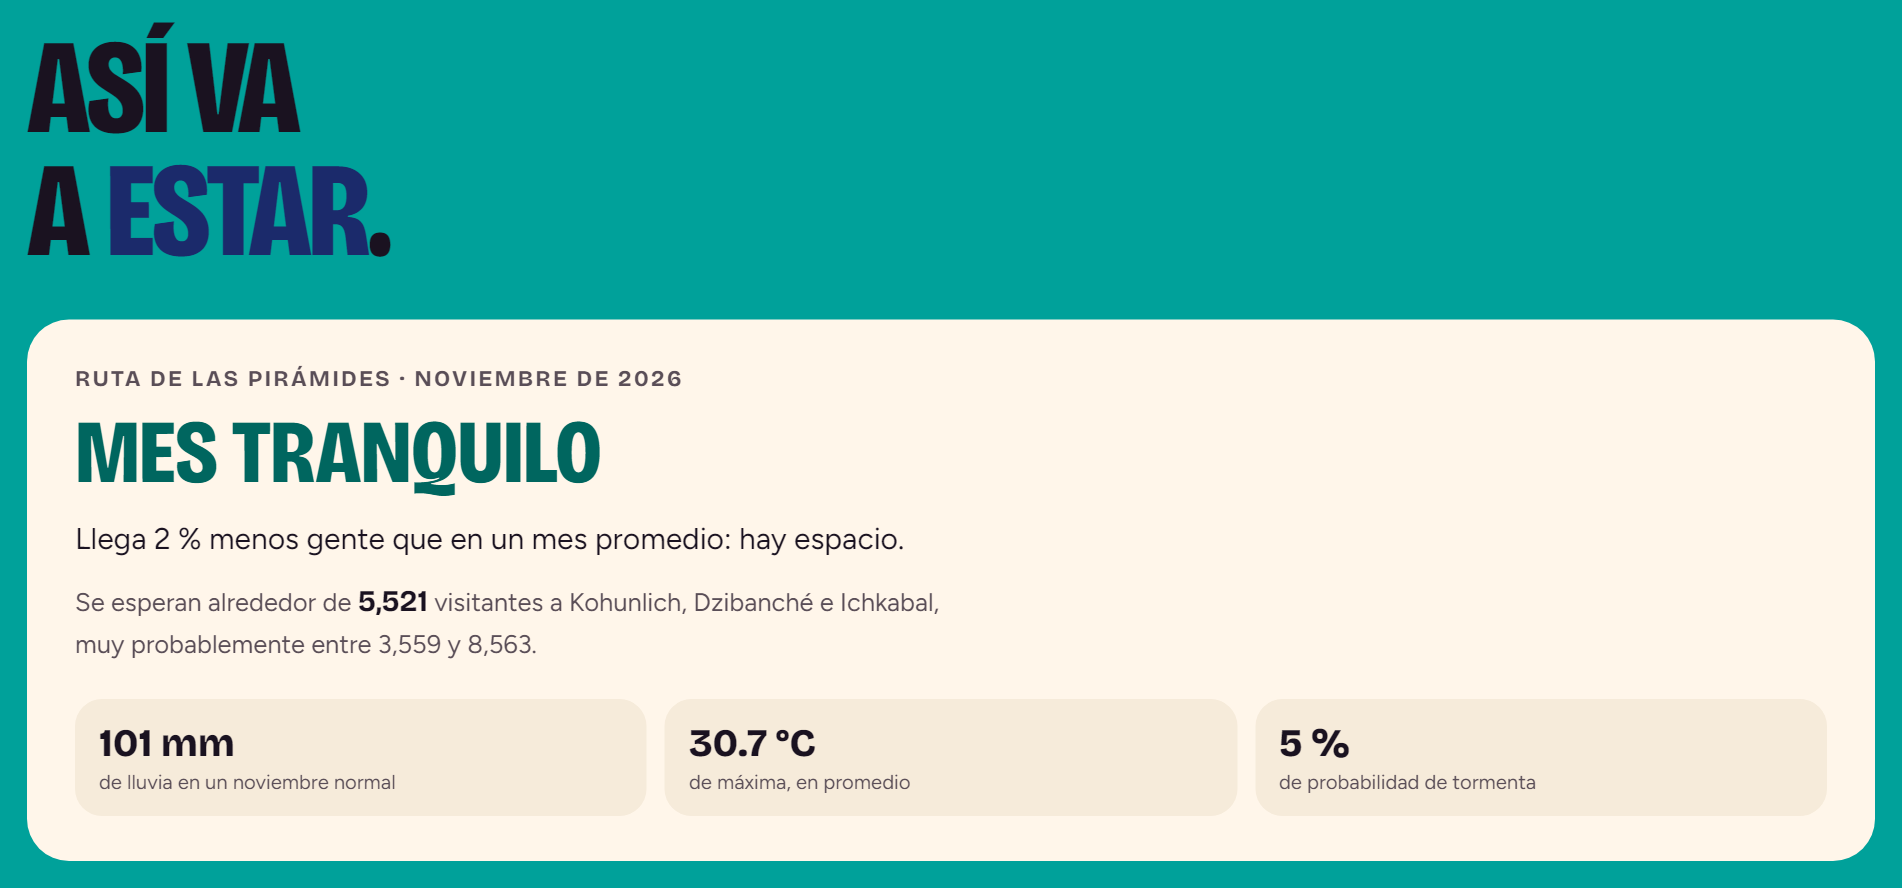 ASÍ VA
A ESTAR.
RUTA DE LAS PIRÁMIDES · NOVIEMBRE DE 2026
MES TRANQUILO
Llega 2 % menos gente que en un mes promedio: hay espacio.
Se esperan alrededor de 5,521 visitantes a Kohunlich, Dzibanché e Ichkabal,
muy probablemente entre 3,559 y 8,563.
101 mm
de lluvia en un noviembre normal
30.7 °C
de máxima, en promedio
5 %
de probabilidad de tormenta